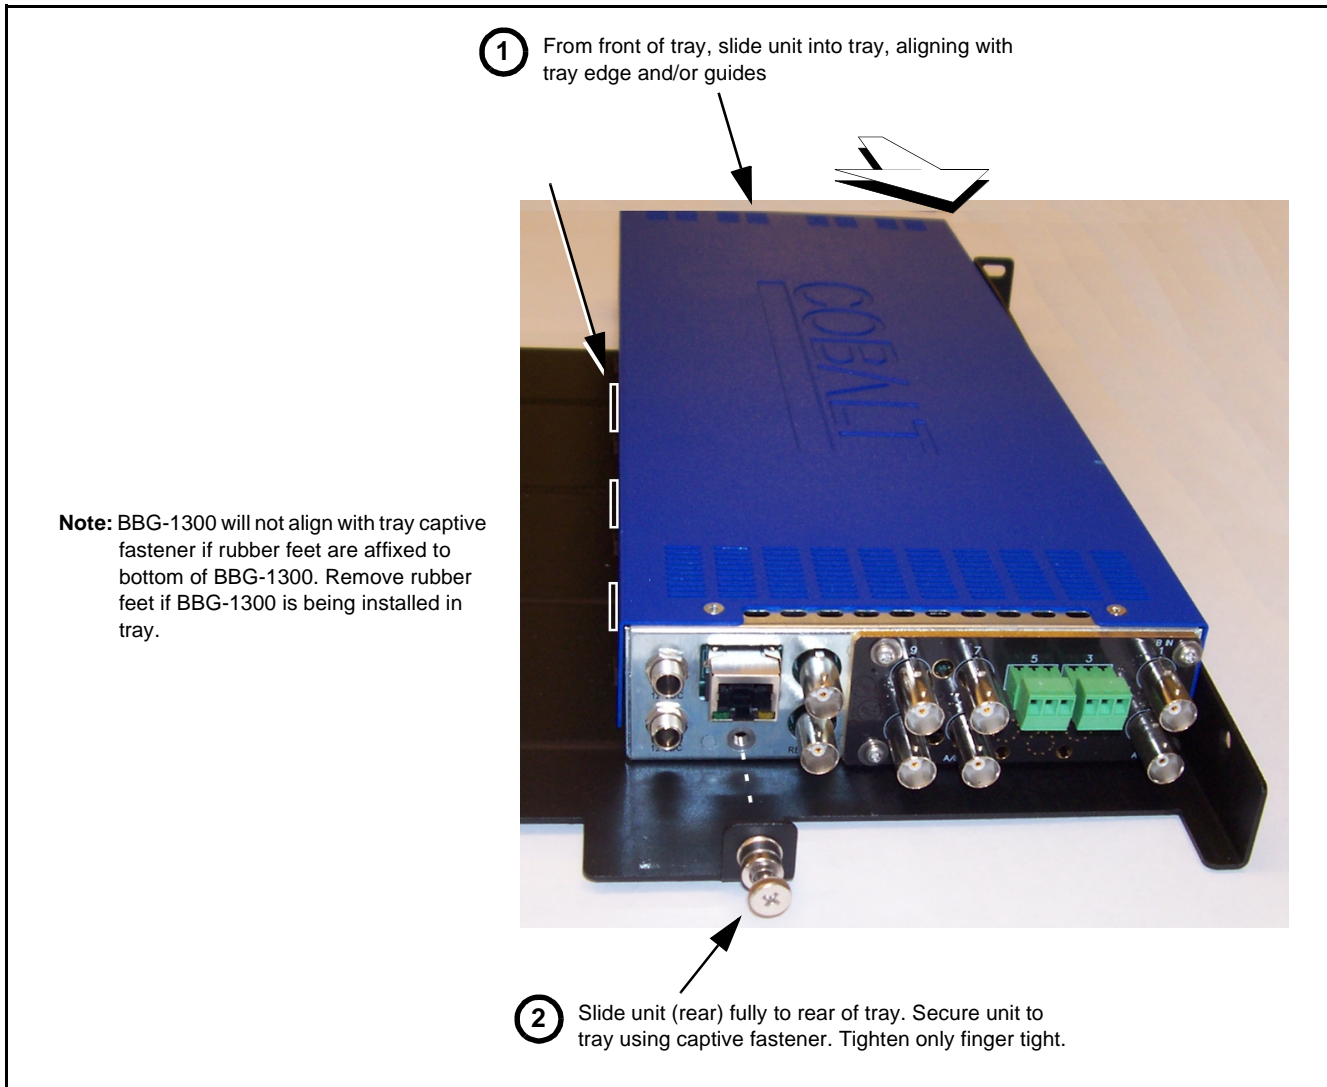 1
From front of tray, slide unit into tray, aligning with
tray edge and/or guides
COBALT
Note: BBG-1300 will not align with tray captive
fastener if rubber feet are affixed to
bottom of BBG-1300. Remove rubber
feet if BBG-1300 is being installed in
tray.
9
7
5
3
B IN
1
2
Slide unit (rear) fully to rear of tray. Secure unit to
tray using captive fastener. Tighten only finger tight.